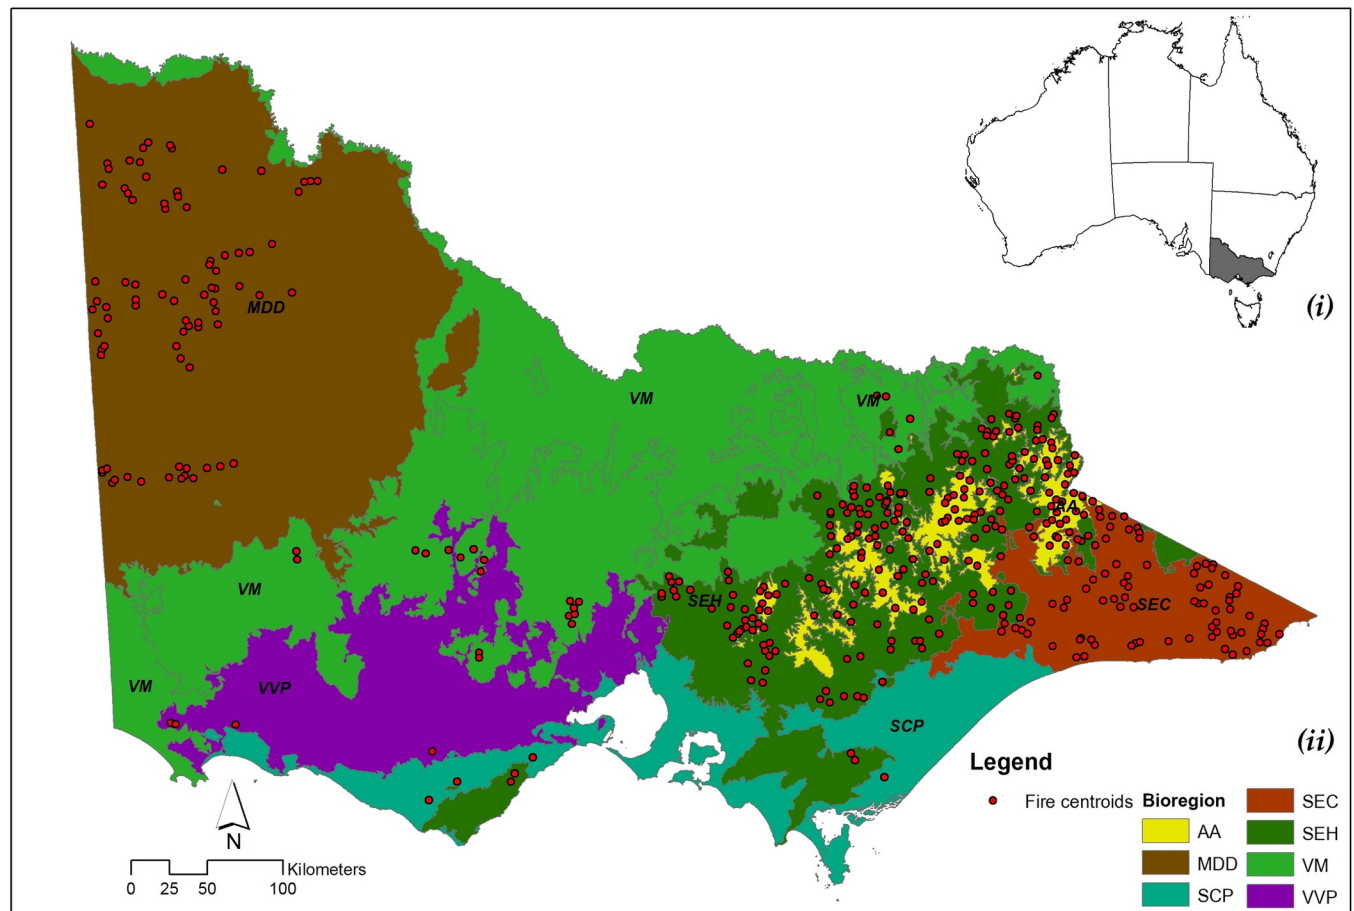 (i)
MDD
VM
VM
AA
VM
SEH
SEC
VM
VVP
SCP
(ii)
Legend
Fire centroids
Bioregion
AA
MDD
SCP
SEC
SEH
VM
VVP
N
Kilometers
0 25 50 100